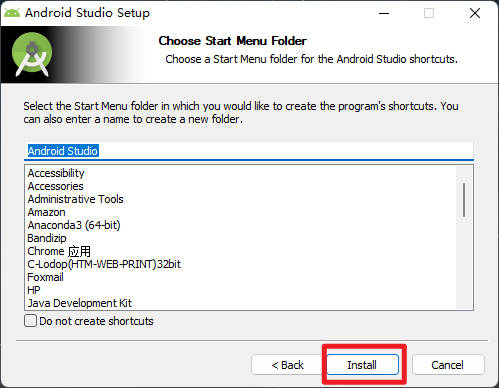 Android Studio Setup
Choose Start Menu Folder
Choose a Start Menu folder for the Android Studio shortcuts.
Select the Start Menu folder in which you would like to create the program's shortcuts. You
can also enter a name to create a new folder.
Android Studio
Accessibility
Accessories
Administrative Tools
Amazon
Anaconda3 (64-bit)
Bandizip
Chrome 应用
C-Lodop(HTM-WEB-PRINT)32bit
Foxmail
HP
Java Development Kit
Do not create shortcuts
< Back
Install
Cancel